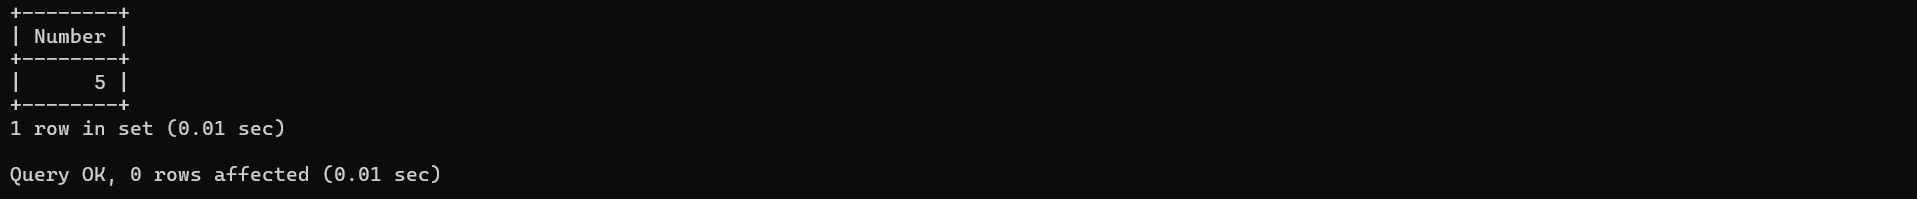 +--------+
| Number |
+--------+
|      5 |
+--------+
1 row in set (0.01 sec)

Query OK, 0 rows affected (0.01 sec)